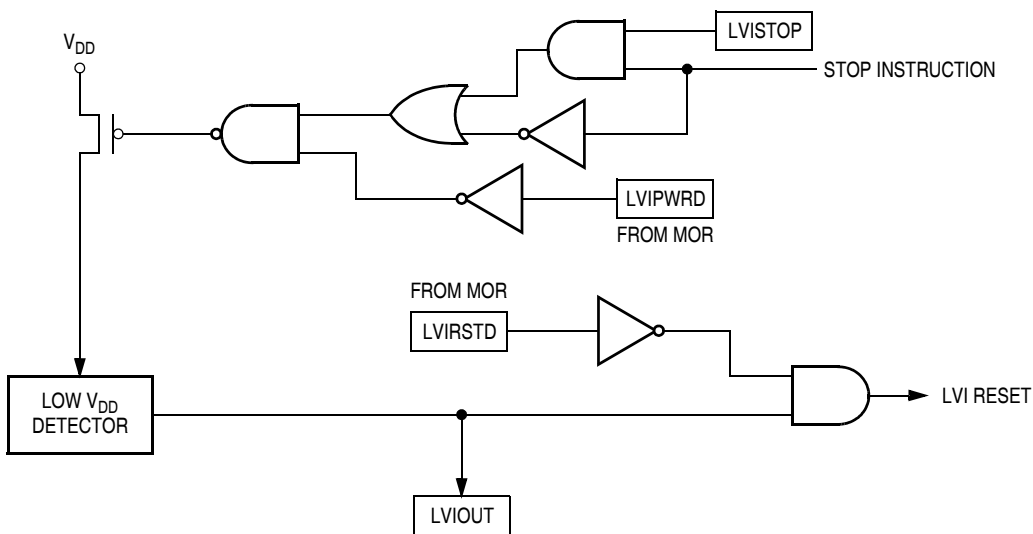 LVISTOP
V_DD
STOP INSTRUCTION
LVIPWRD
FROM MOR
FROM MOR
LVIRSTD
LOW V_DD
DETECTOR
LVI RESET
LVIOUT